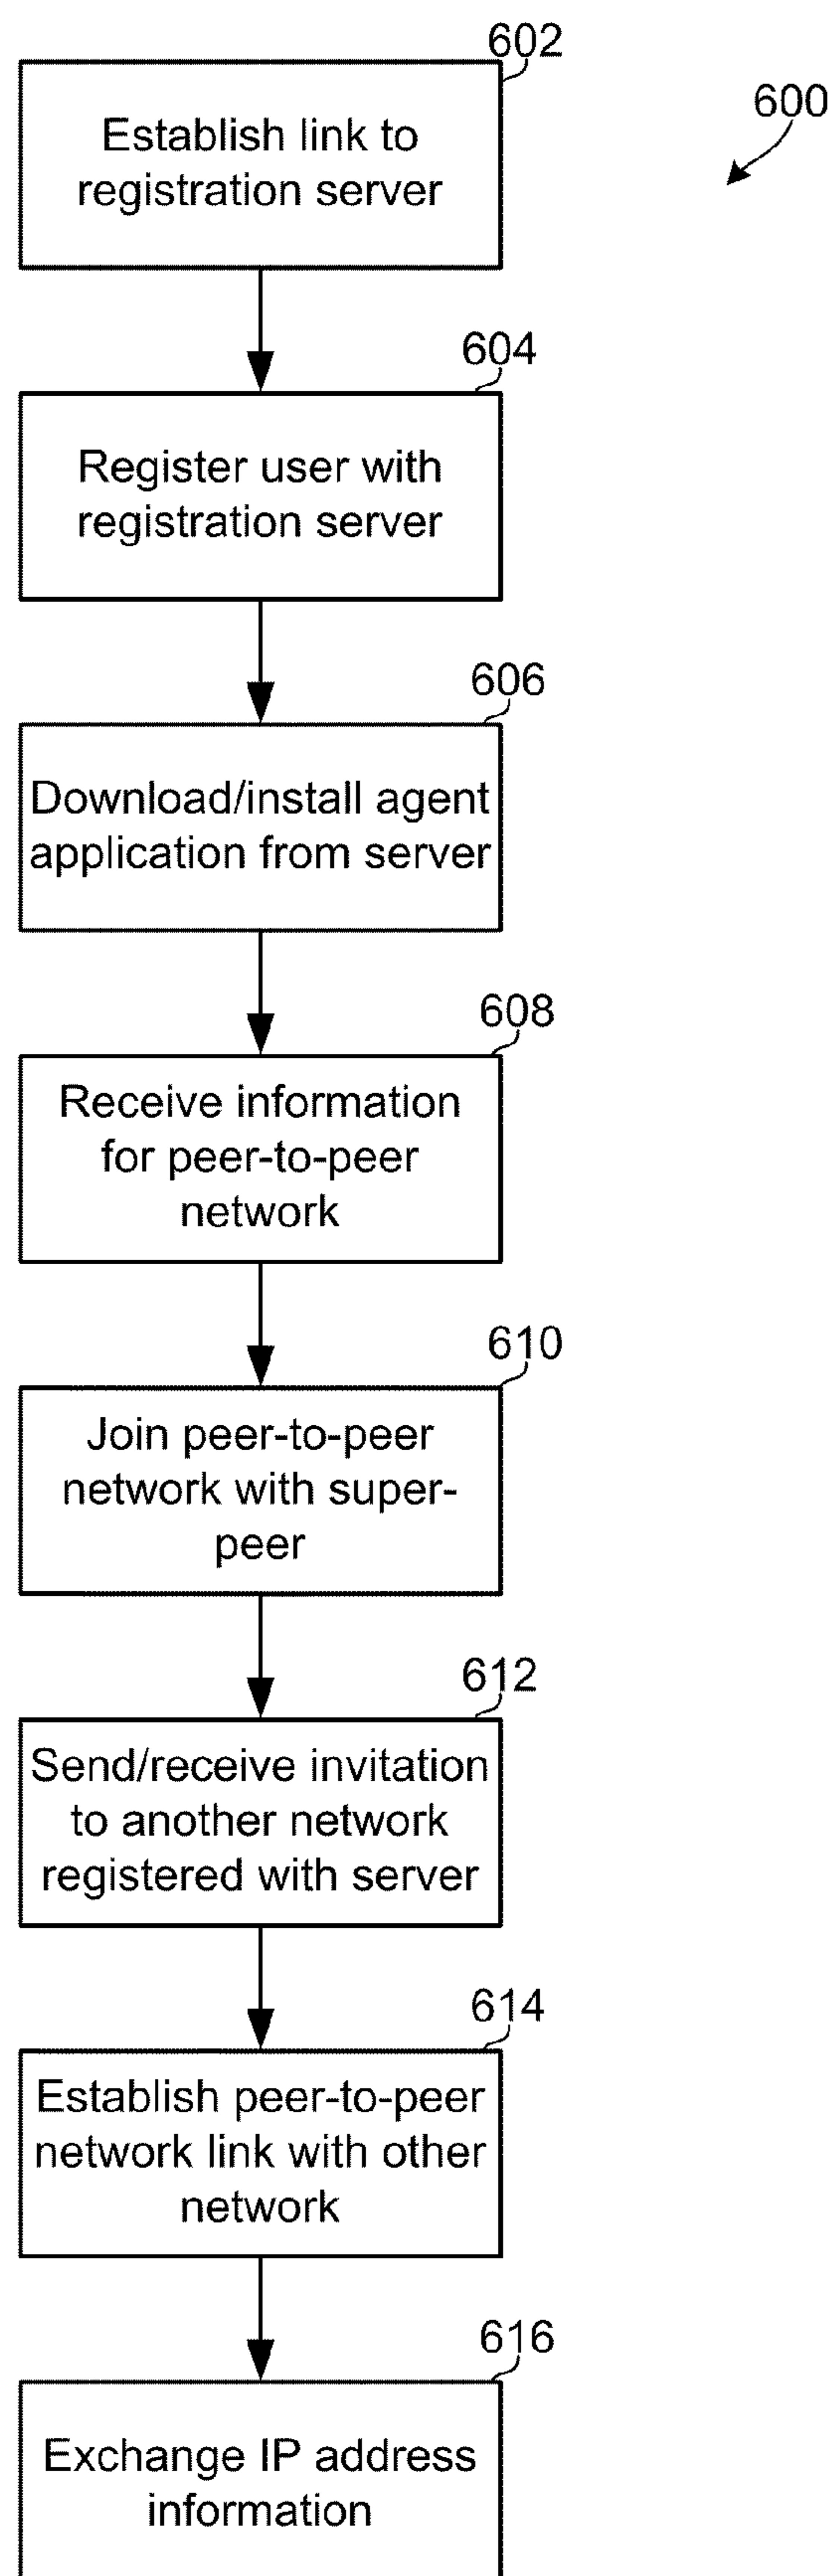 602
600
Establish link to
registration server
604
Register user with
registration server
606
Download/install agent
application from server
608
Receive information
for peer-to-peer
network
610
Join peer-to-peer
network with super-
peer
612
Send/receive invitation
to another network
registered with server
614
Establish peer-to-peer
network link with other
network
616
Exchange IP address
information